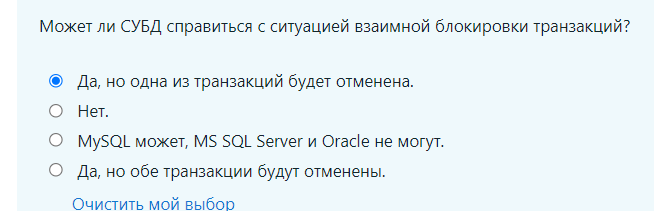 Может ли СУБД справиться с ситуацией взаимной блокировки транзакций?
Да, но одна из транзакций будет отменена.
Нет.
MySQL может, MS SQL Server и Oracle не могут.
Да, но обе транзакции будут отменены.
Очистить мой выбор